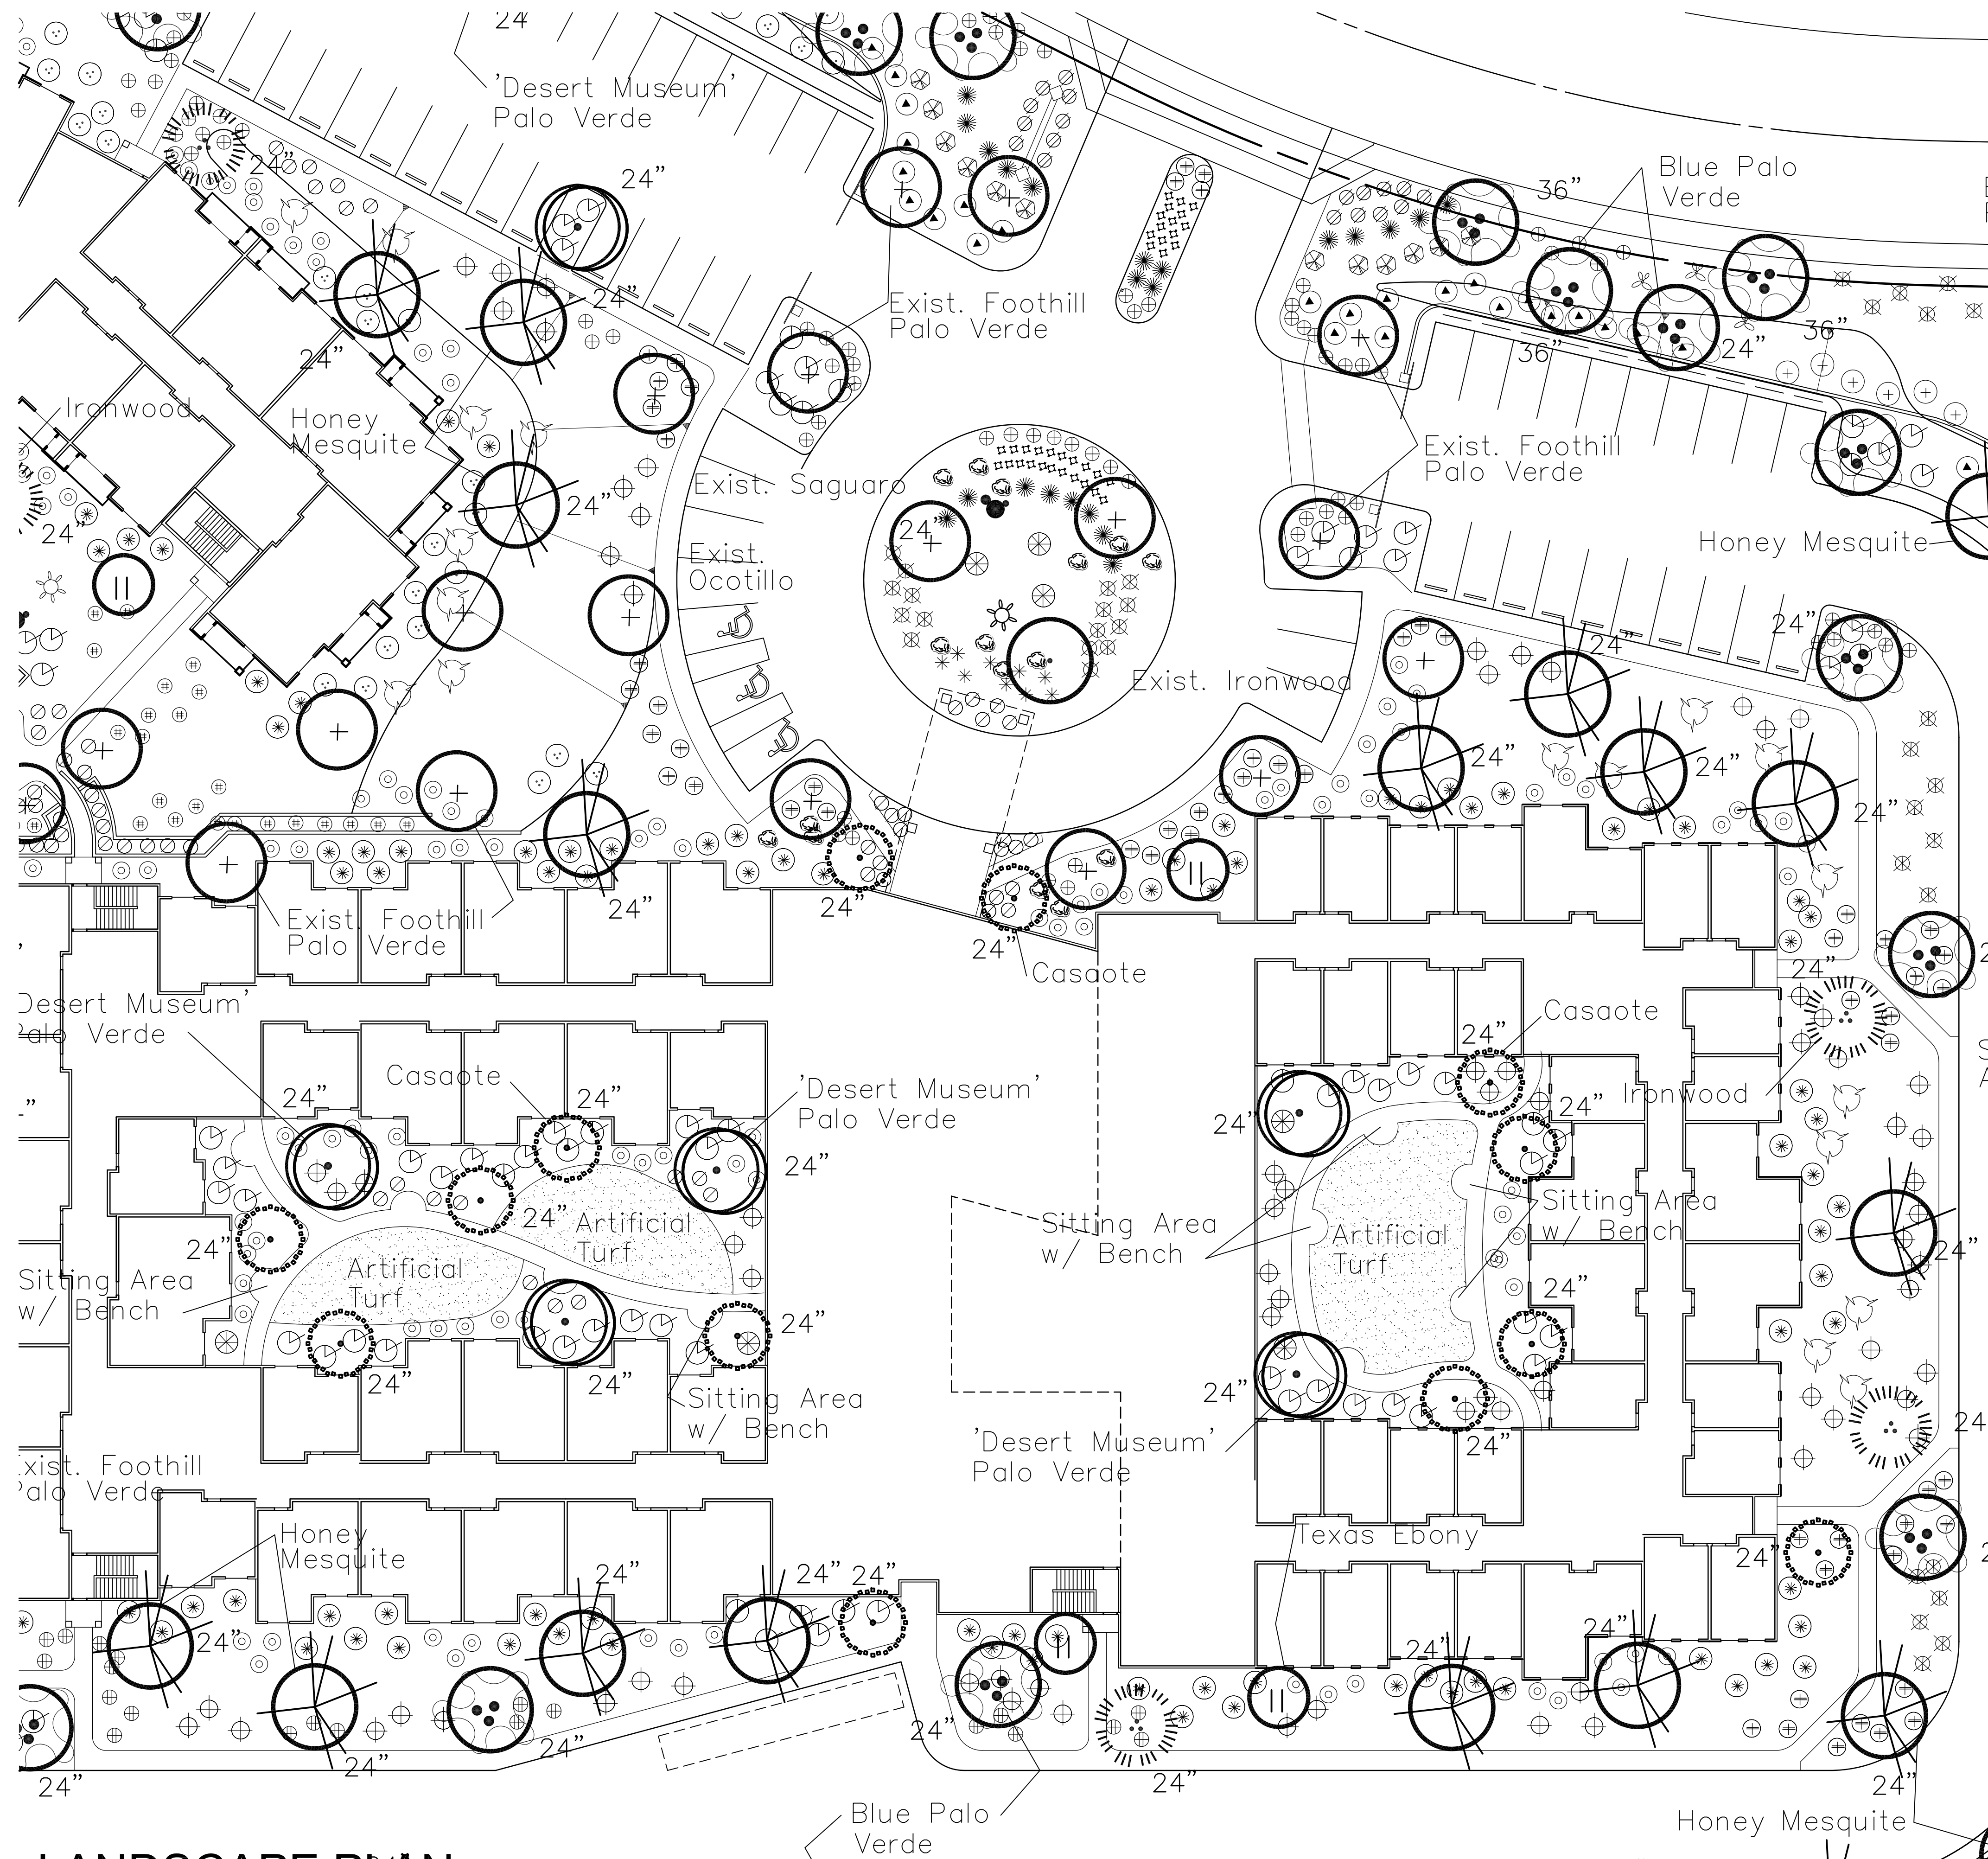 24"
'Desert Museum'
Palo Verde
24"
24"
36"
Blue Palo
Verde
24"
Exist. Foothill
Palo Verde
36"
24"
36"
24"
Ironwood
Honey
Mesquite
Exist. Foothill
Palo Verde
Exist. Saguaro
24"
24"
24"
Honey Mesquite
Exist.
Ocotillo
24"
24"
Exist. Ironwood
24"
24"
24"
24"
24"
Exist. Foothill
Palo Verde
24"
24"
Casaote
24"
Desert Museum'
Palo Verde
Casaote
24"
Casaote
24"
24"
'Desert Museum'
Palo Verde
24"
24"
Ironwood
24"
24"
24"
Artificial
Turf
Sitting Area
w/ Bench
Artificial
Turf
Sitting Area
w/ Bench
24"
24"
Sitting Area
w/ Bench
Artificial
Turf
24"
24"
24"
24"
Sitting Area
w/ Bench
24"
24"
24"
'Desert Museum'
Palo Verde
Exist. Foothill
Palo Verde
Honey
Mesquite
Texas Ebony
24"
24"
24"
24"
24"
24"
24"
24"
24"
24"
24"
24"
24"
24"
Blue Palo
Verde
Honey Mesquite
LANDSCAPE PLAN